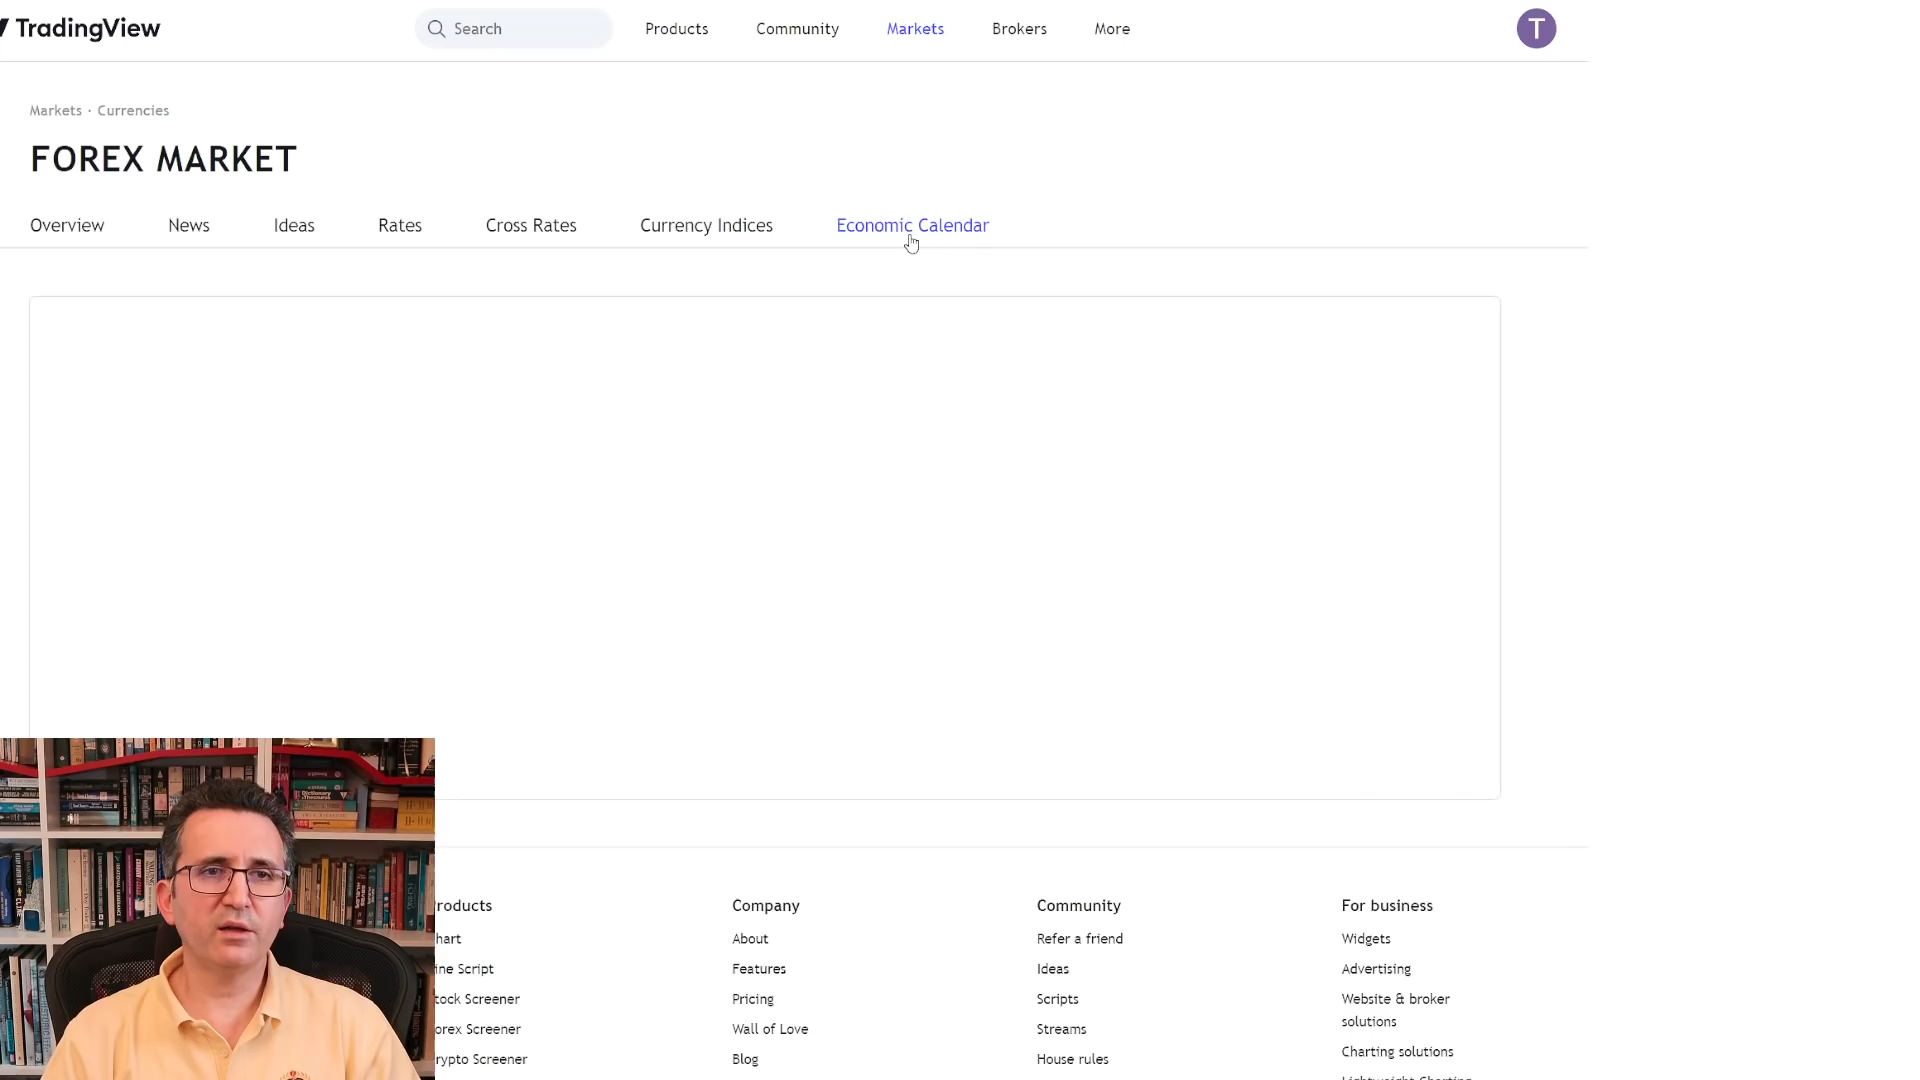 TradingView
Search
Products
Community
Markets
Brokers
More
T
Markets · Currencies
FOREX MARKET
Overview
News
Ideas
Rates
Cross Rates
Currency Indices
Economic Calendar
roducts
hart
ine Script
tock Screener
orex Screener
rypto Screener
Company
About
Features
Pricing
Wall of Love
Blog
Community
Refer a friend
Ideas
Scripts
Streams
House rules
For business
Widgets
Advertising
Website & broker
solutions
Charting solutions